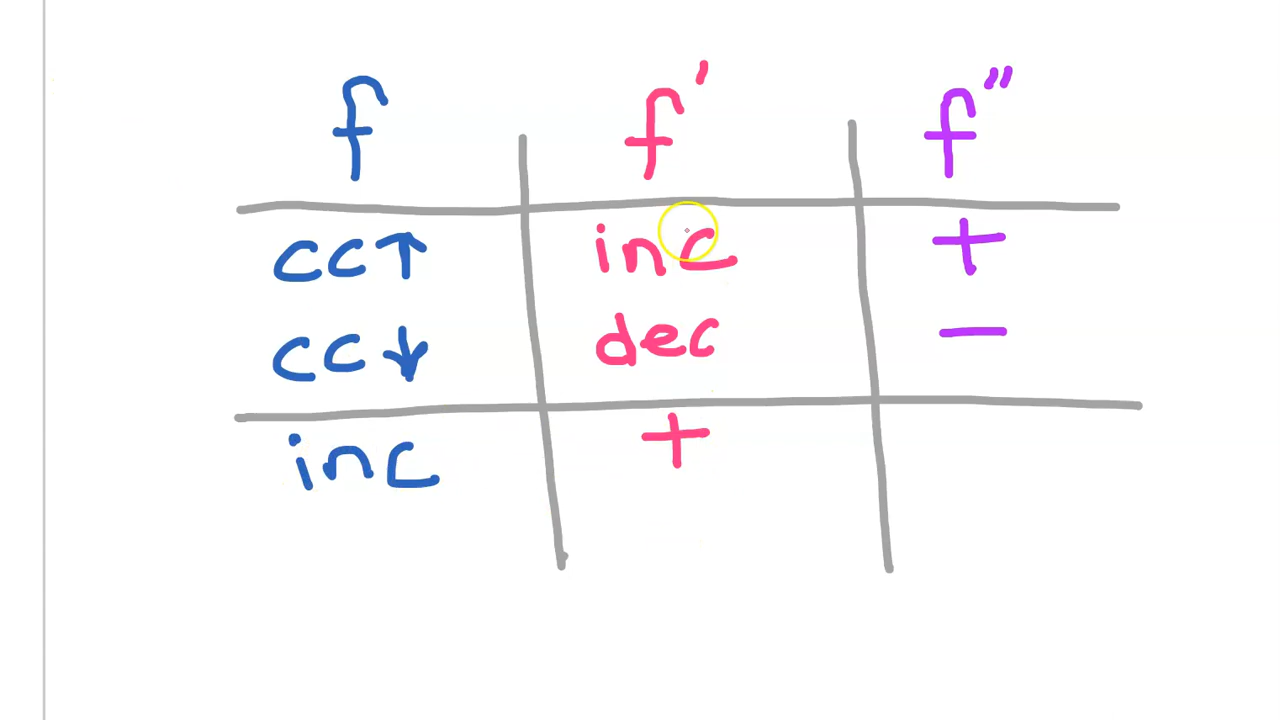 f f' f''
cc↑ inc +
cc↓ dec −
inc +